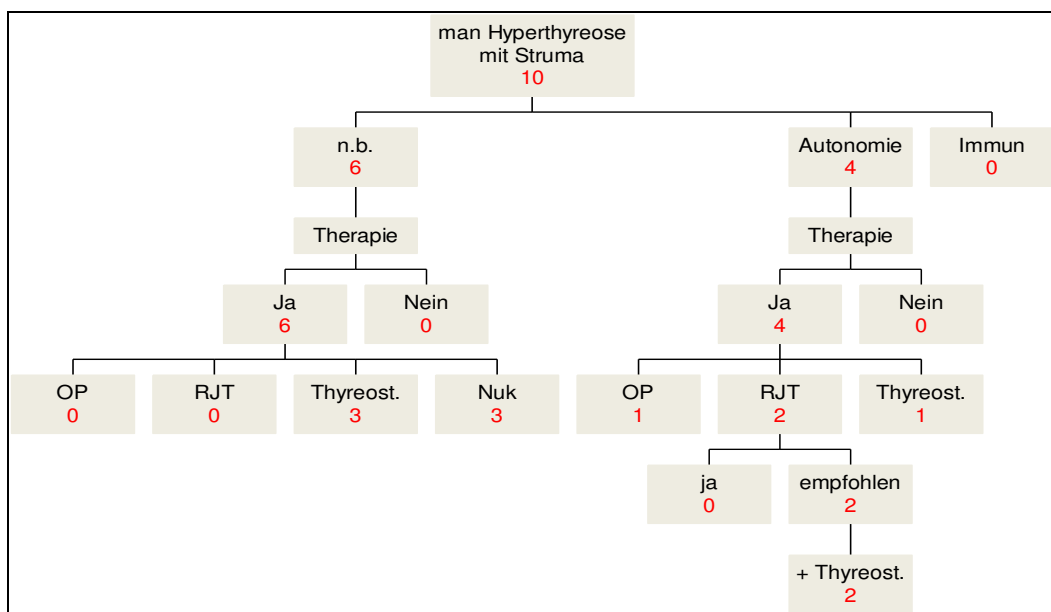 man Hyperthyreose
mit Struma
10
n.b.
6
Autonomie
4
Immun
0
Therapie
Therapie
Ja
6
Nein
0
Ja
4
Nein
0
OP
0
RJT
0
Thyreost.
3
Nuk
3
OP
1
RJT
2
Thyreost.
1
ja
0
empfohlen
2
+ Thyreost.
2